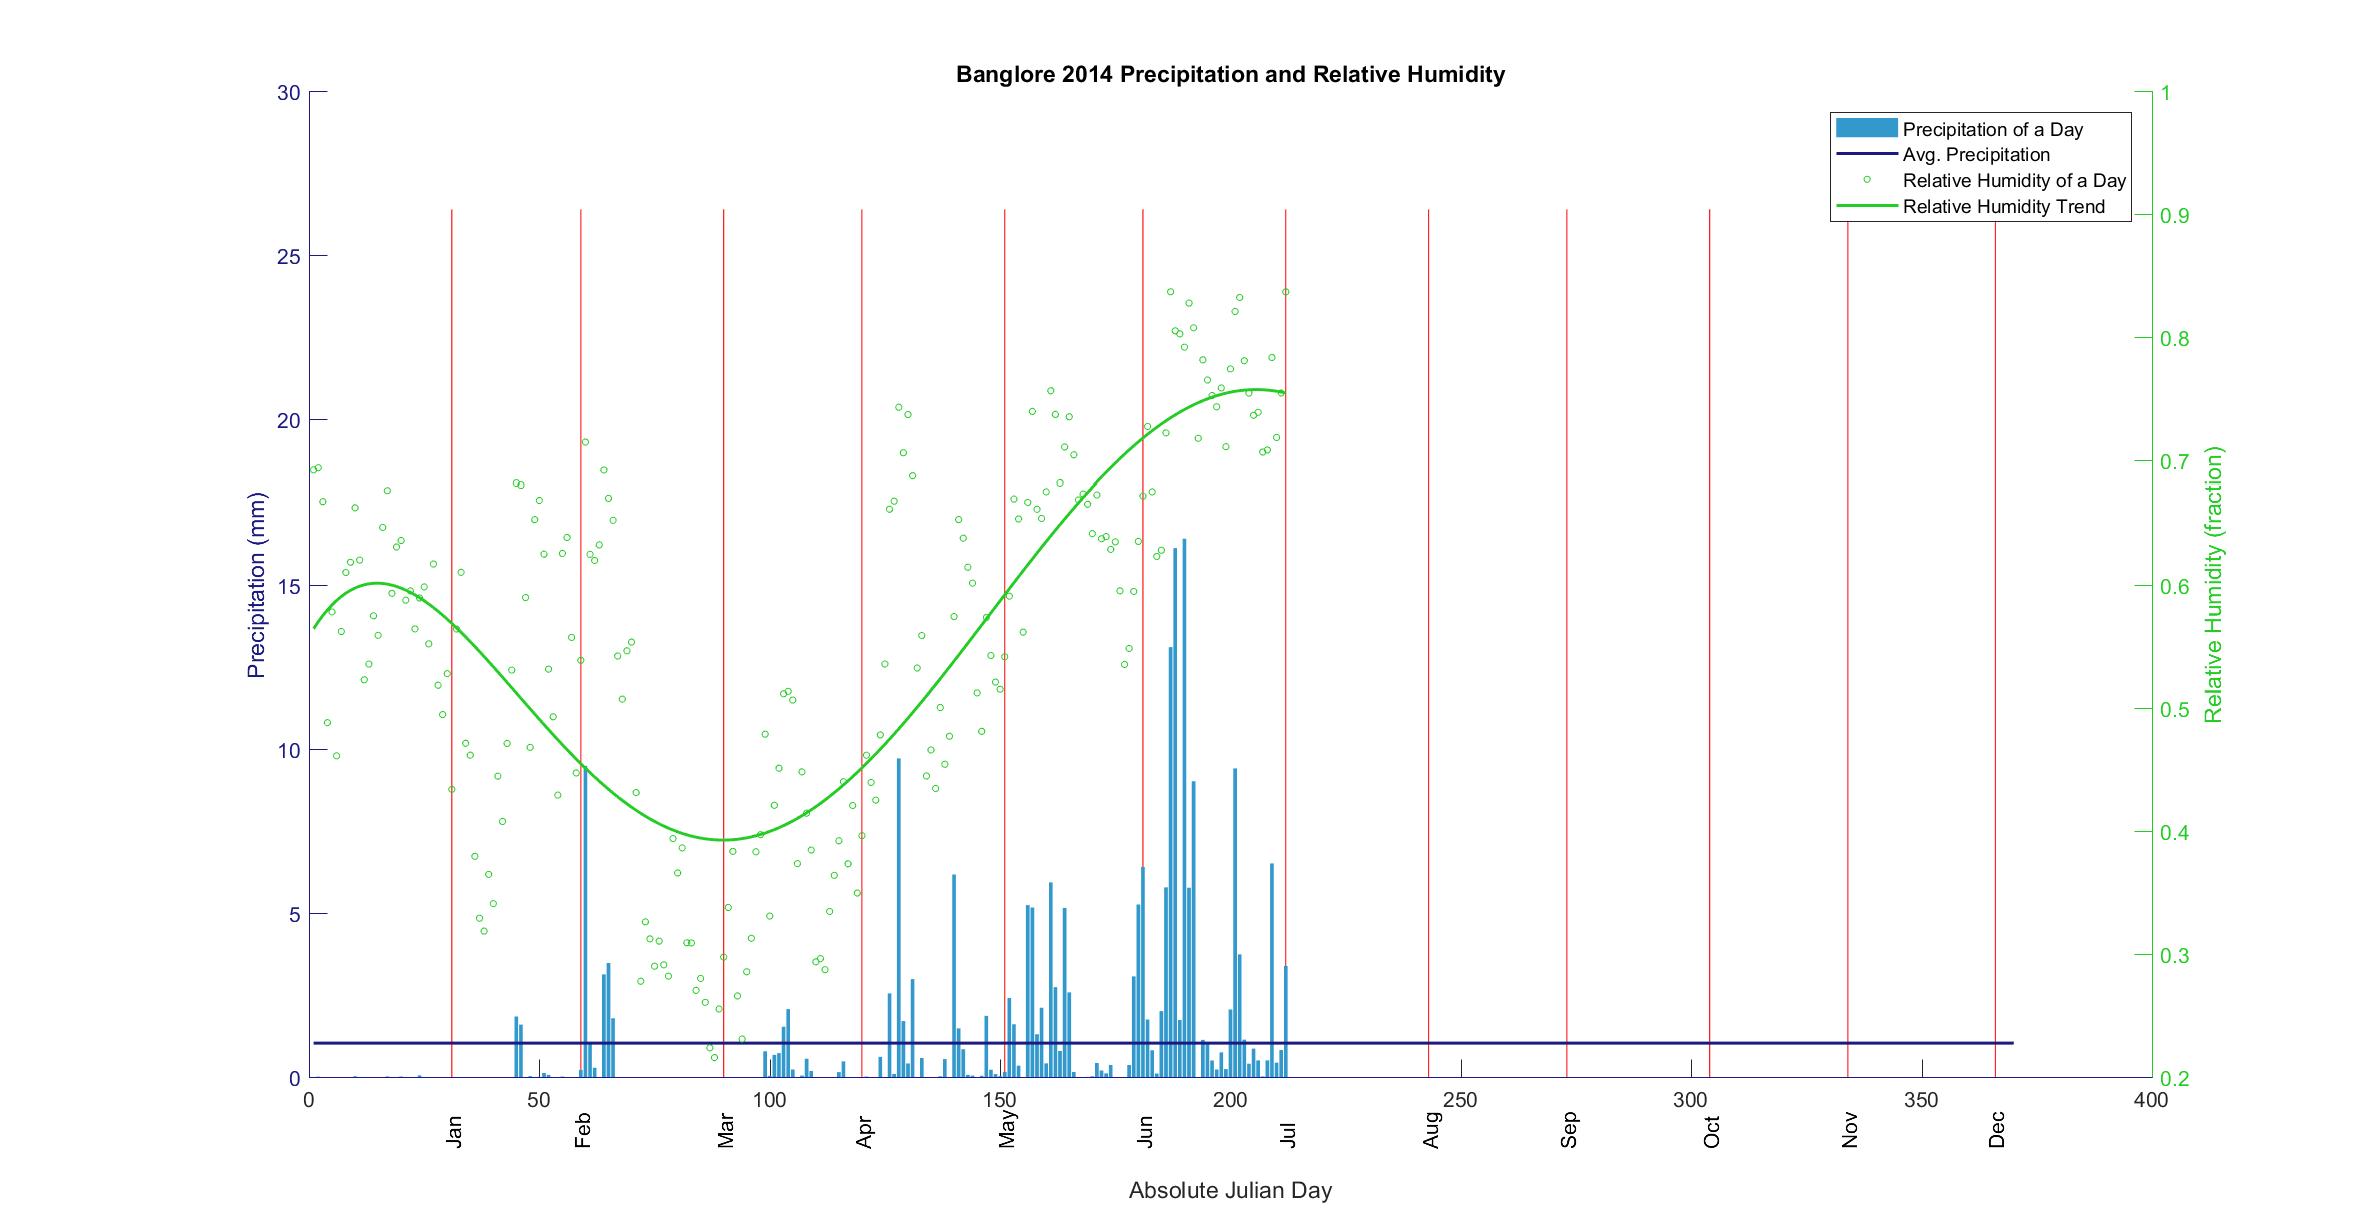 Banglore 2014 Precipitation and Relative Humidity
Precipitation of a Day
Avg. Precipitation
Relative Humidity of a Day
Relative Humidity Trend
30
25
20
15
10
5
0
Precipitation (mm)
1
0.9
0.8
0.7
0.6
0.5
0.4
0.3
0.2
Relative Humidity (fraction)
0 50 100 150 200 250 300 350 400
Jan Feb Mar Apr May Jun Jul Aug Sep Oct Nov Dec
Absolute Julian Day